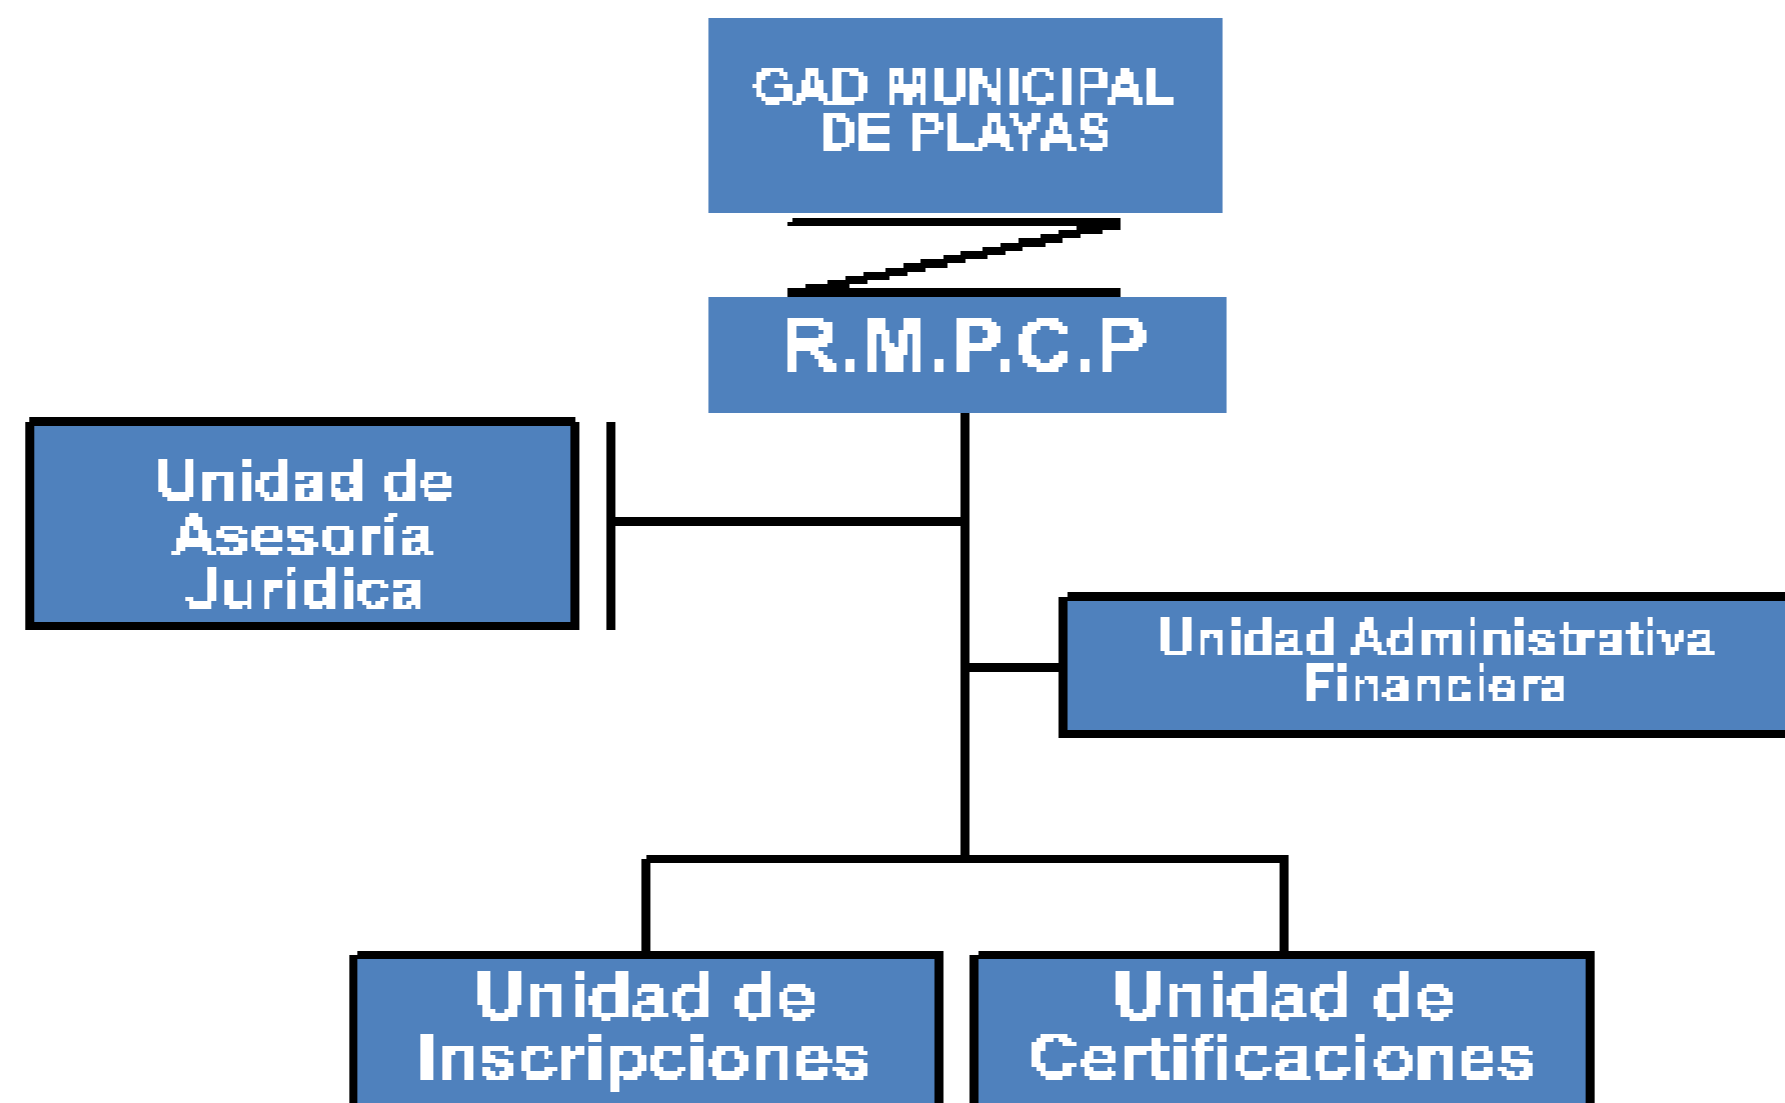 GAD MUNICIPAL
DE PLAYAS
R.M.P.C.P
Unidad de
Asesoría
Jurídica
Unidad Administrativa
Financiera
Unidad de
Inscripciones
Unidad de
Certificaciones